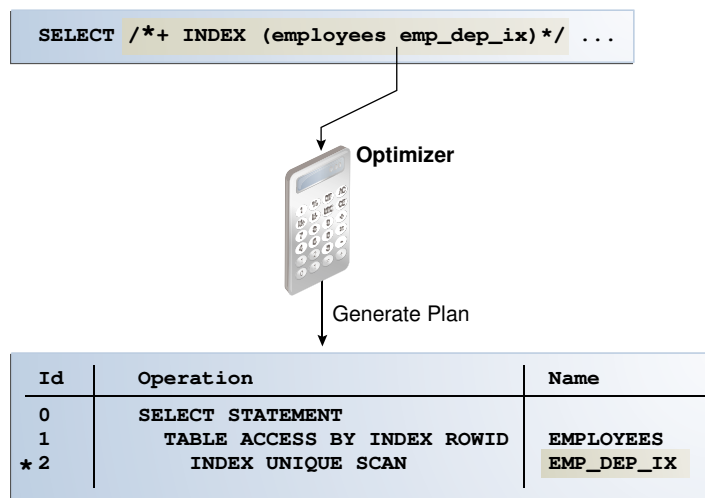 SELECT /*+ INDEX (employees emp_dep_ix)*/ ...
Optimizer
Generate Plan
Id Operation Name
0 SELECT STATEMENT
1 TABLE ACCESS BY INDEX ROWID EMPLOYEES
* 2 INDEX UNIQUE SCAN EMP_DEP_IX